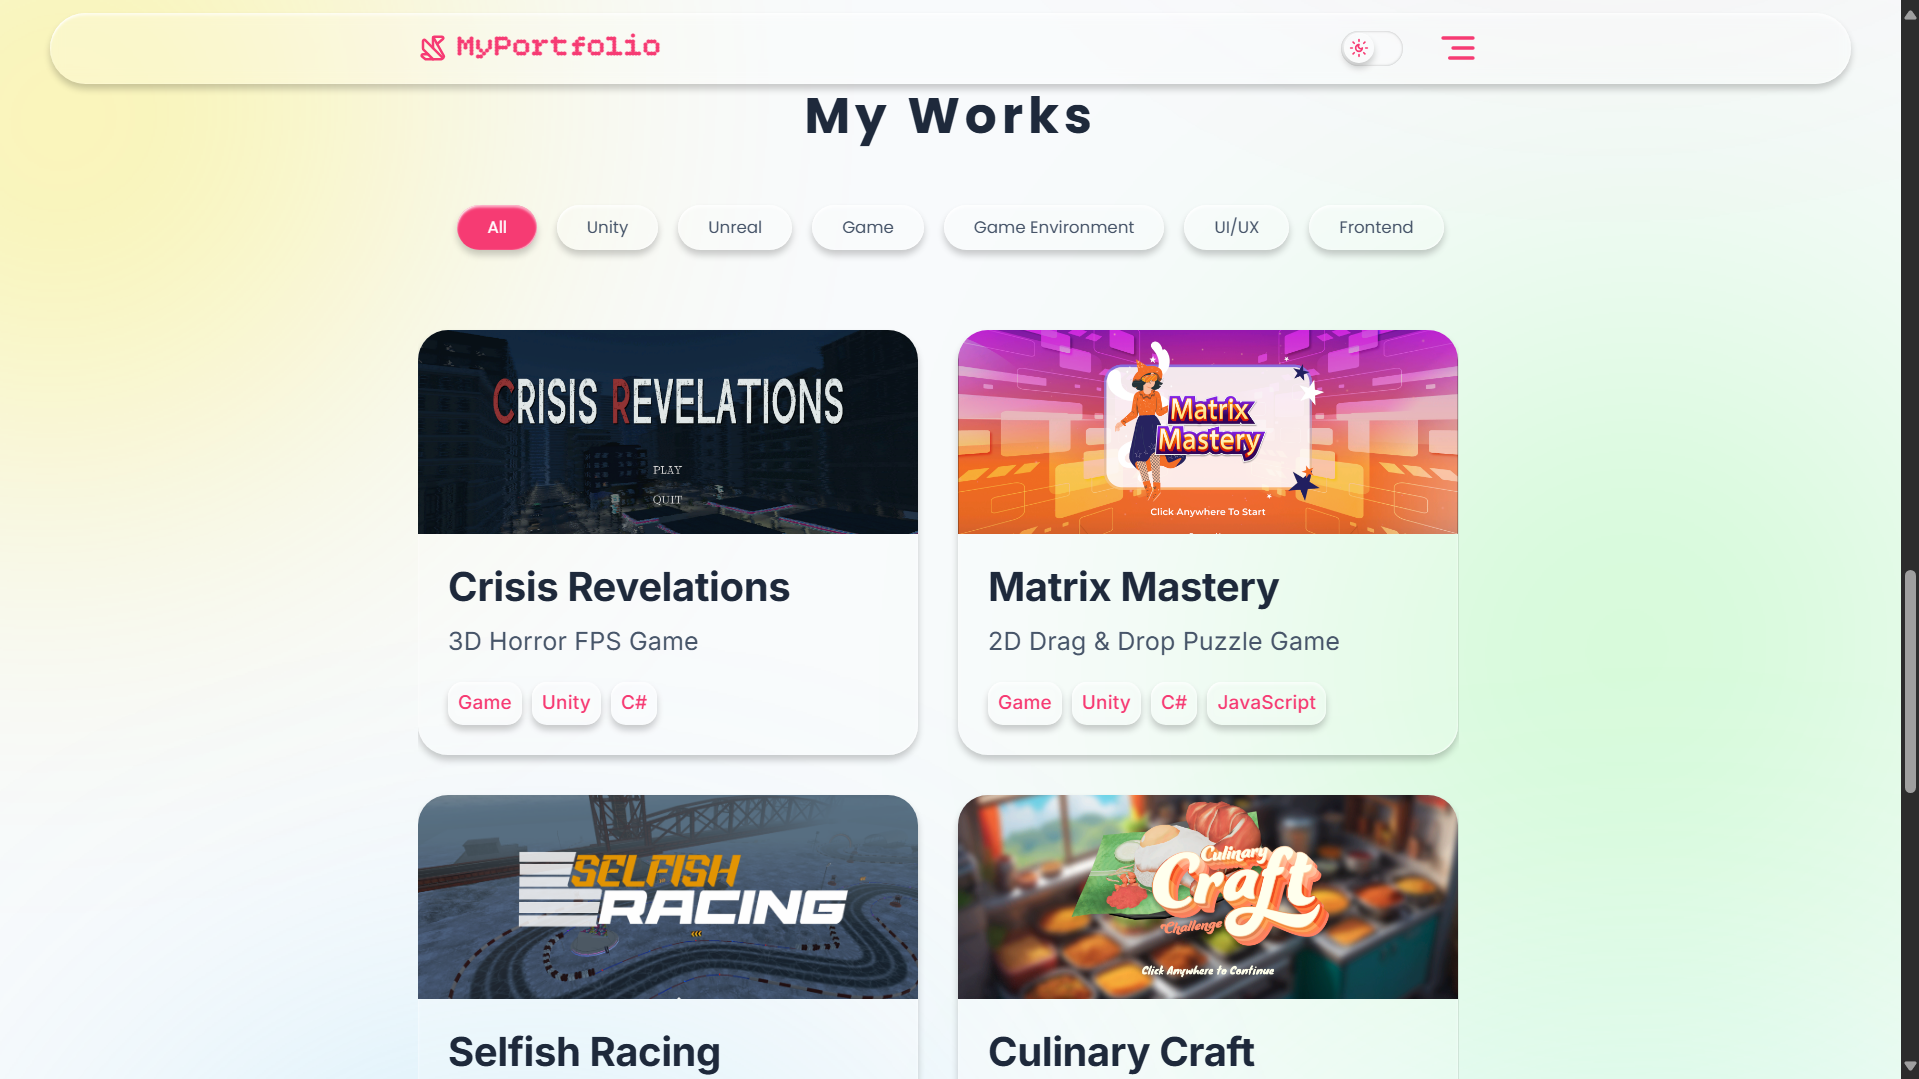 MyPortfolio
My Works
All
Unity
Unreal
Game
Game Environment
UI/UX
Frontend
CRISIS REVELATIONS
PLAY
QUIT
Matrix
Mastery
Click Anywhere To Start
Crisis Revelations
3D Horror FPS Game
Game
Unity
C#
Matrix Mastery
2D Drag & Drop Puzzle Game
Game
Unity
C#
JavaScript
SELFISH
RACING
Culinary
Craft
Challenge
Click Anywhere to Continue
Selfish Racing
Culinary Craft